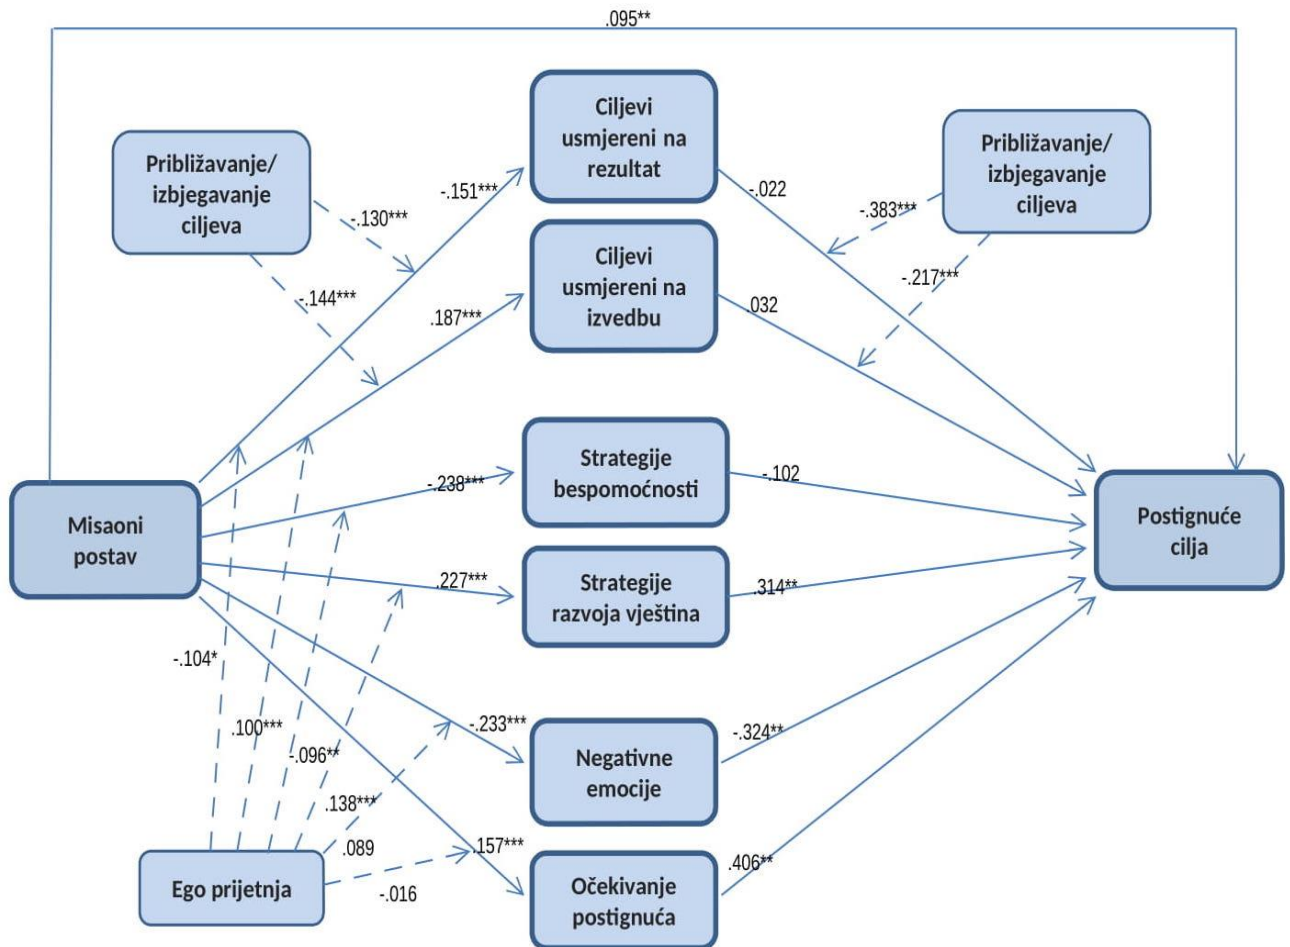 .095**
Ciljevi
usmjereni na
rezultat
Približavanje/
izbjegavanje
ciljeva
Približavanje/
izbjegavanje
ciljeva
-.151***
-.022
-.130***
-.383***
Ciljevi
usmjereni na
izvedbu
-.144***
-.217***
.187***
.032
Strategije
bespomoćnosti
-.238***
-.102
Misaoni
postav
Postignuće
cilja
Strategije
razvoja vještina
.227***
.314**
-.104*
.100***
-.096**
.138***
.089
-.016
-.233***
Negativne
emocije
-.324**
.157***
Očekivanje
postignuća
.406**
Ego prijetnja